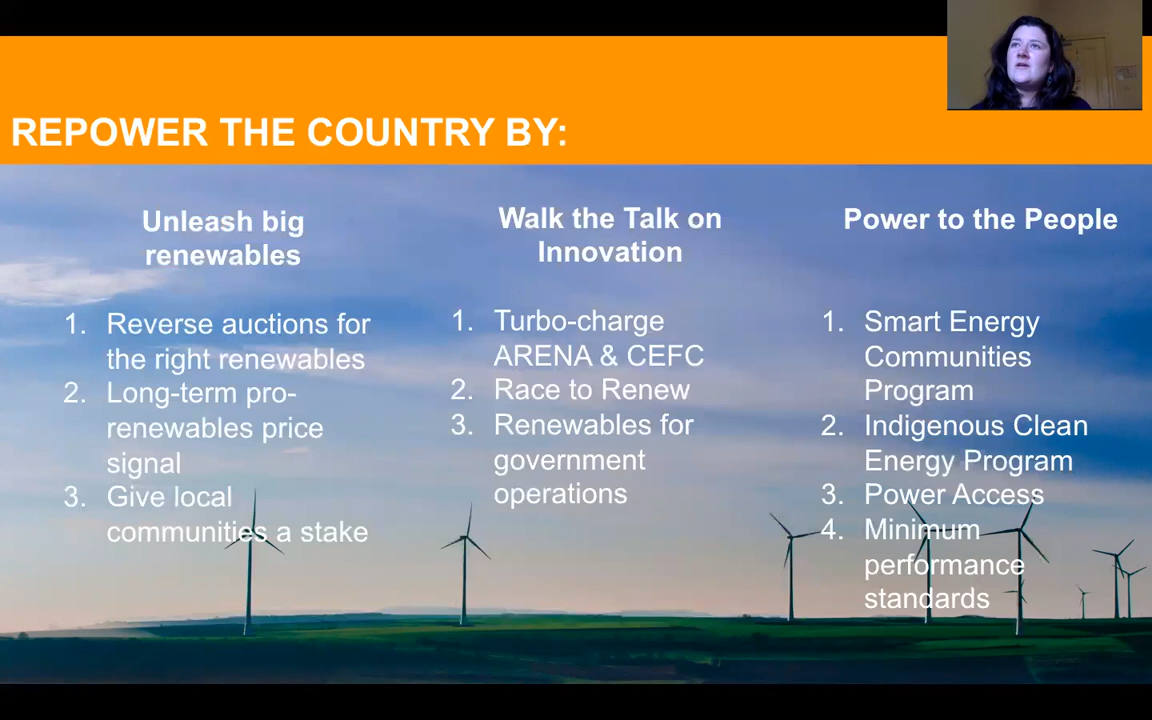 REPOWER THE COUNTRY BY:
Unleash big
renewables
1. Reverse auctions for
the right renewables
2. Long-term pro-
renewables price
signal
3. Give local
communities a stake
Walk the Talk on
Innovation
1. Turbo-charge
ARENA & CEFC
2. Race to Renew
3. Renewables for
government
operations
Power to the People
1. Smart Energy
Communities
Program
2. Indigenous Clean
Energy Program
3. Power Access
4. Minimum
performance
standards